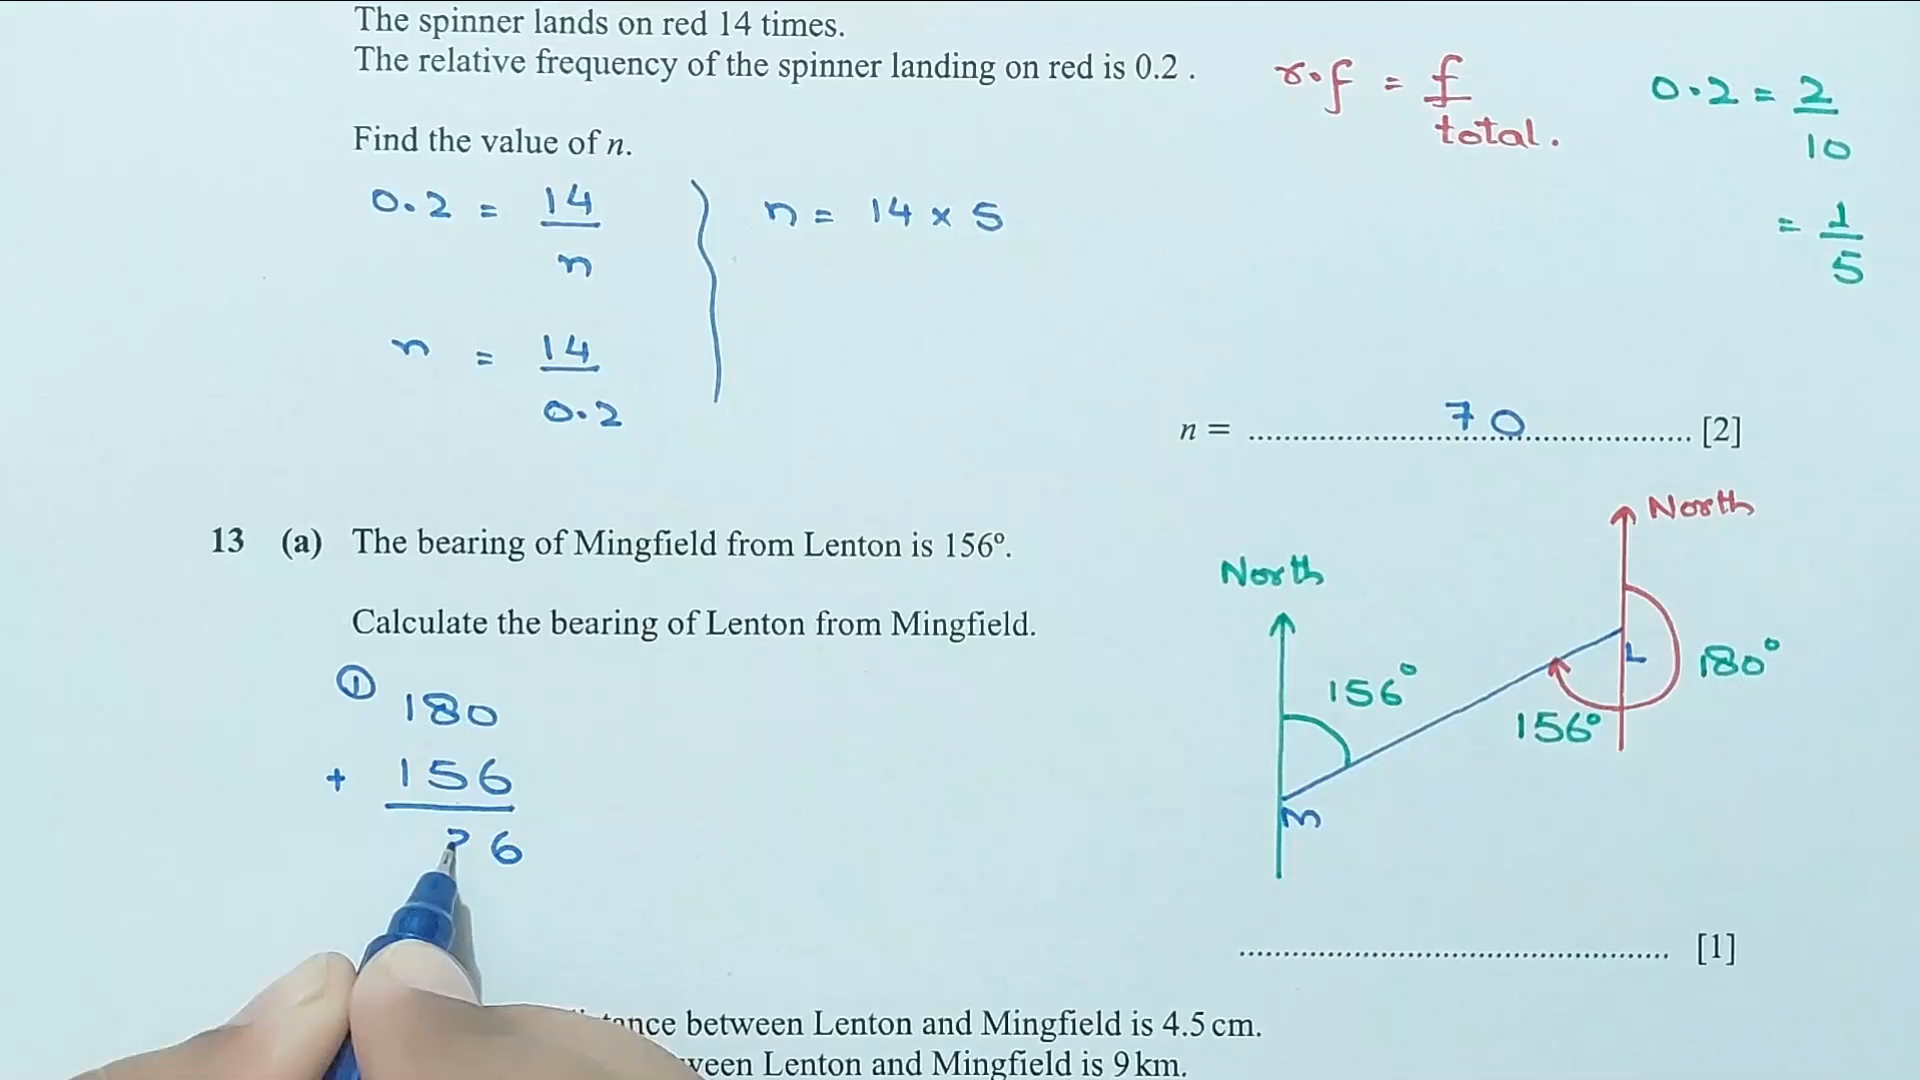 The spinner lands on red 14 times.
The relative frequency of the spinner landing on red is 0.2 .
r.f = f / total.
0.2 = 2 / 10
= 1 / 5
Find the value of n.
0.2 = 14 / n
n = 14 × 5
n = 14 / 0.2
n = 70 [2]
13 (a) The bearing of Mingfield from Lenton is 156º.
Calculate the bearing of Lenton from Mingfield.
①
180
+ 156
6
North
North
156°
180°
L
156°
m
[1]
between Lenton and Mingfield is 4.5 cm.
Lenton and Mingfield is 9 km.